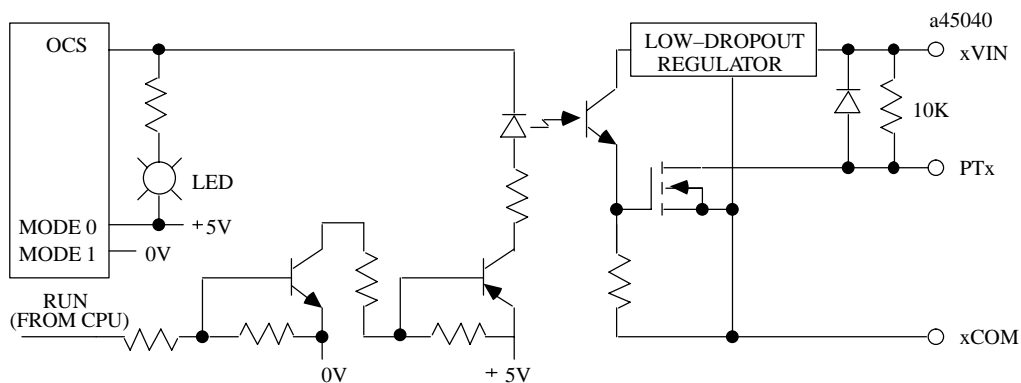 a45040
OCS
LOW–DROPOUT
REGULATOR
xVIN
10K
PTx
LED
MODE 0
+5V
MODE 1
0V
RUN
(FROM CPU)
0V
+ 5V
xCOM